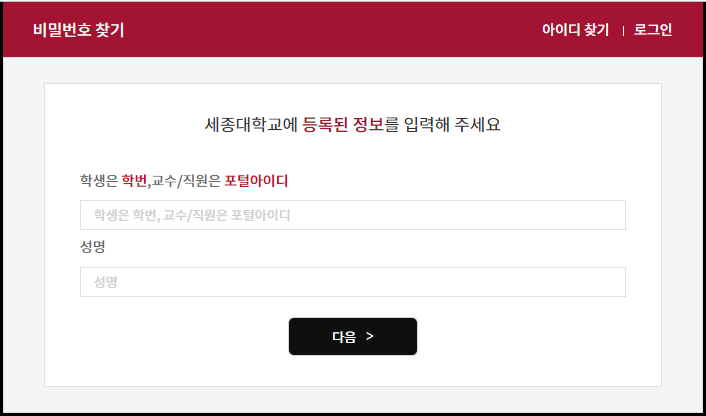 비밀번호 찾기
아이디 찾기 | 로그인
세종대학교에 등록된 정보를 입력해 주세요
학생은 학번,교수/직원은 포털아이디
학생은 학번, 교수/직원은 포털아이디
성명
성명
다음 >